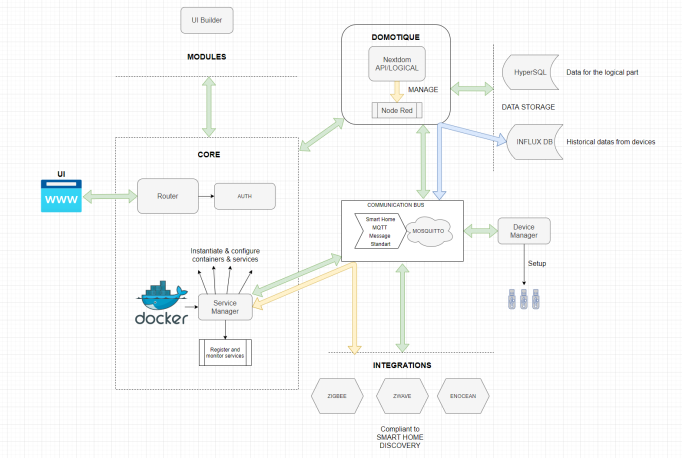 UI Builder
MODULES
DOMOTIQUE
Nextdom
API/LOGICAL
MANAGE
Node Red
HyperSQL
Data for the logical part
DATA STORAGE
INFLUX DB
Historical datas from devices
CORE
UI
WWW
Router
AUTH
COMMUNICATION BUS
Smart Home
MQTT
Message
Standart
MOSQUITTO
Device
Manager
Setup
Instantiate & configure
containers & services
docker
Service
Manager
Register and
monitor services
INTEGRATIONS
ZIGBEE
ZWAVE
ENOCEAN
Compliant to
SMART HOME
DISCOVERY